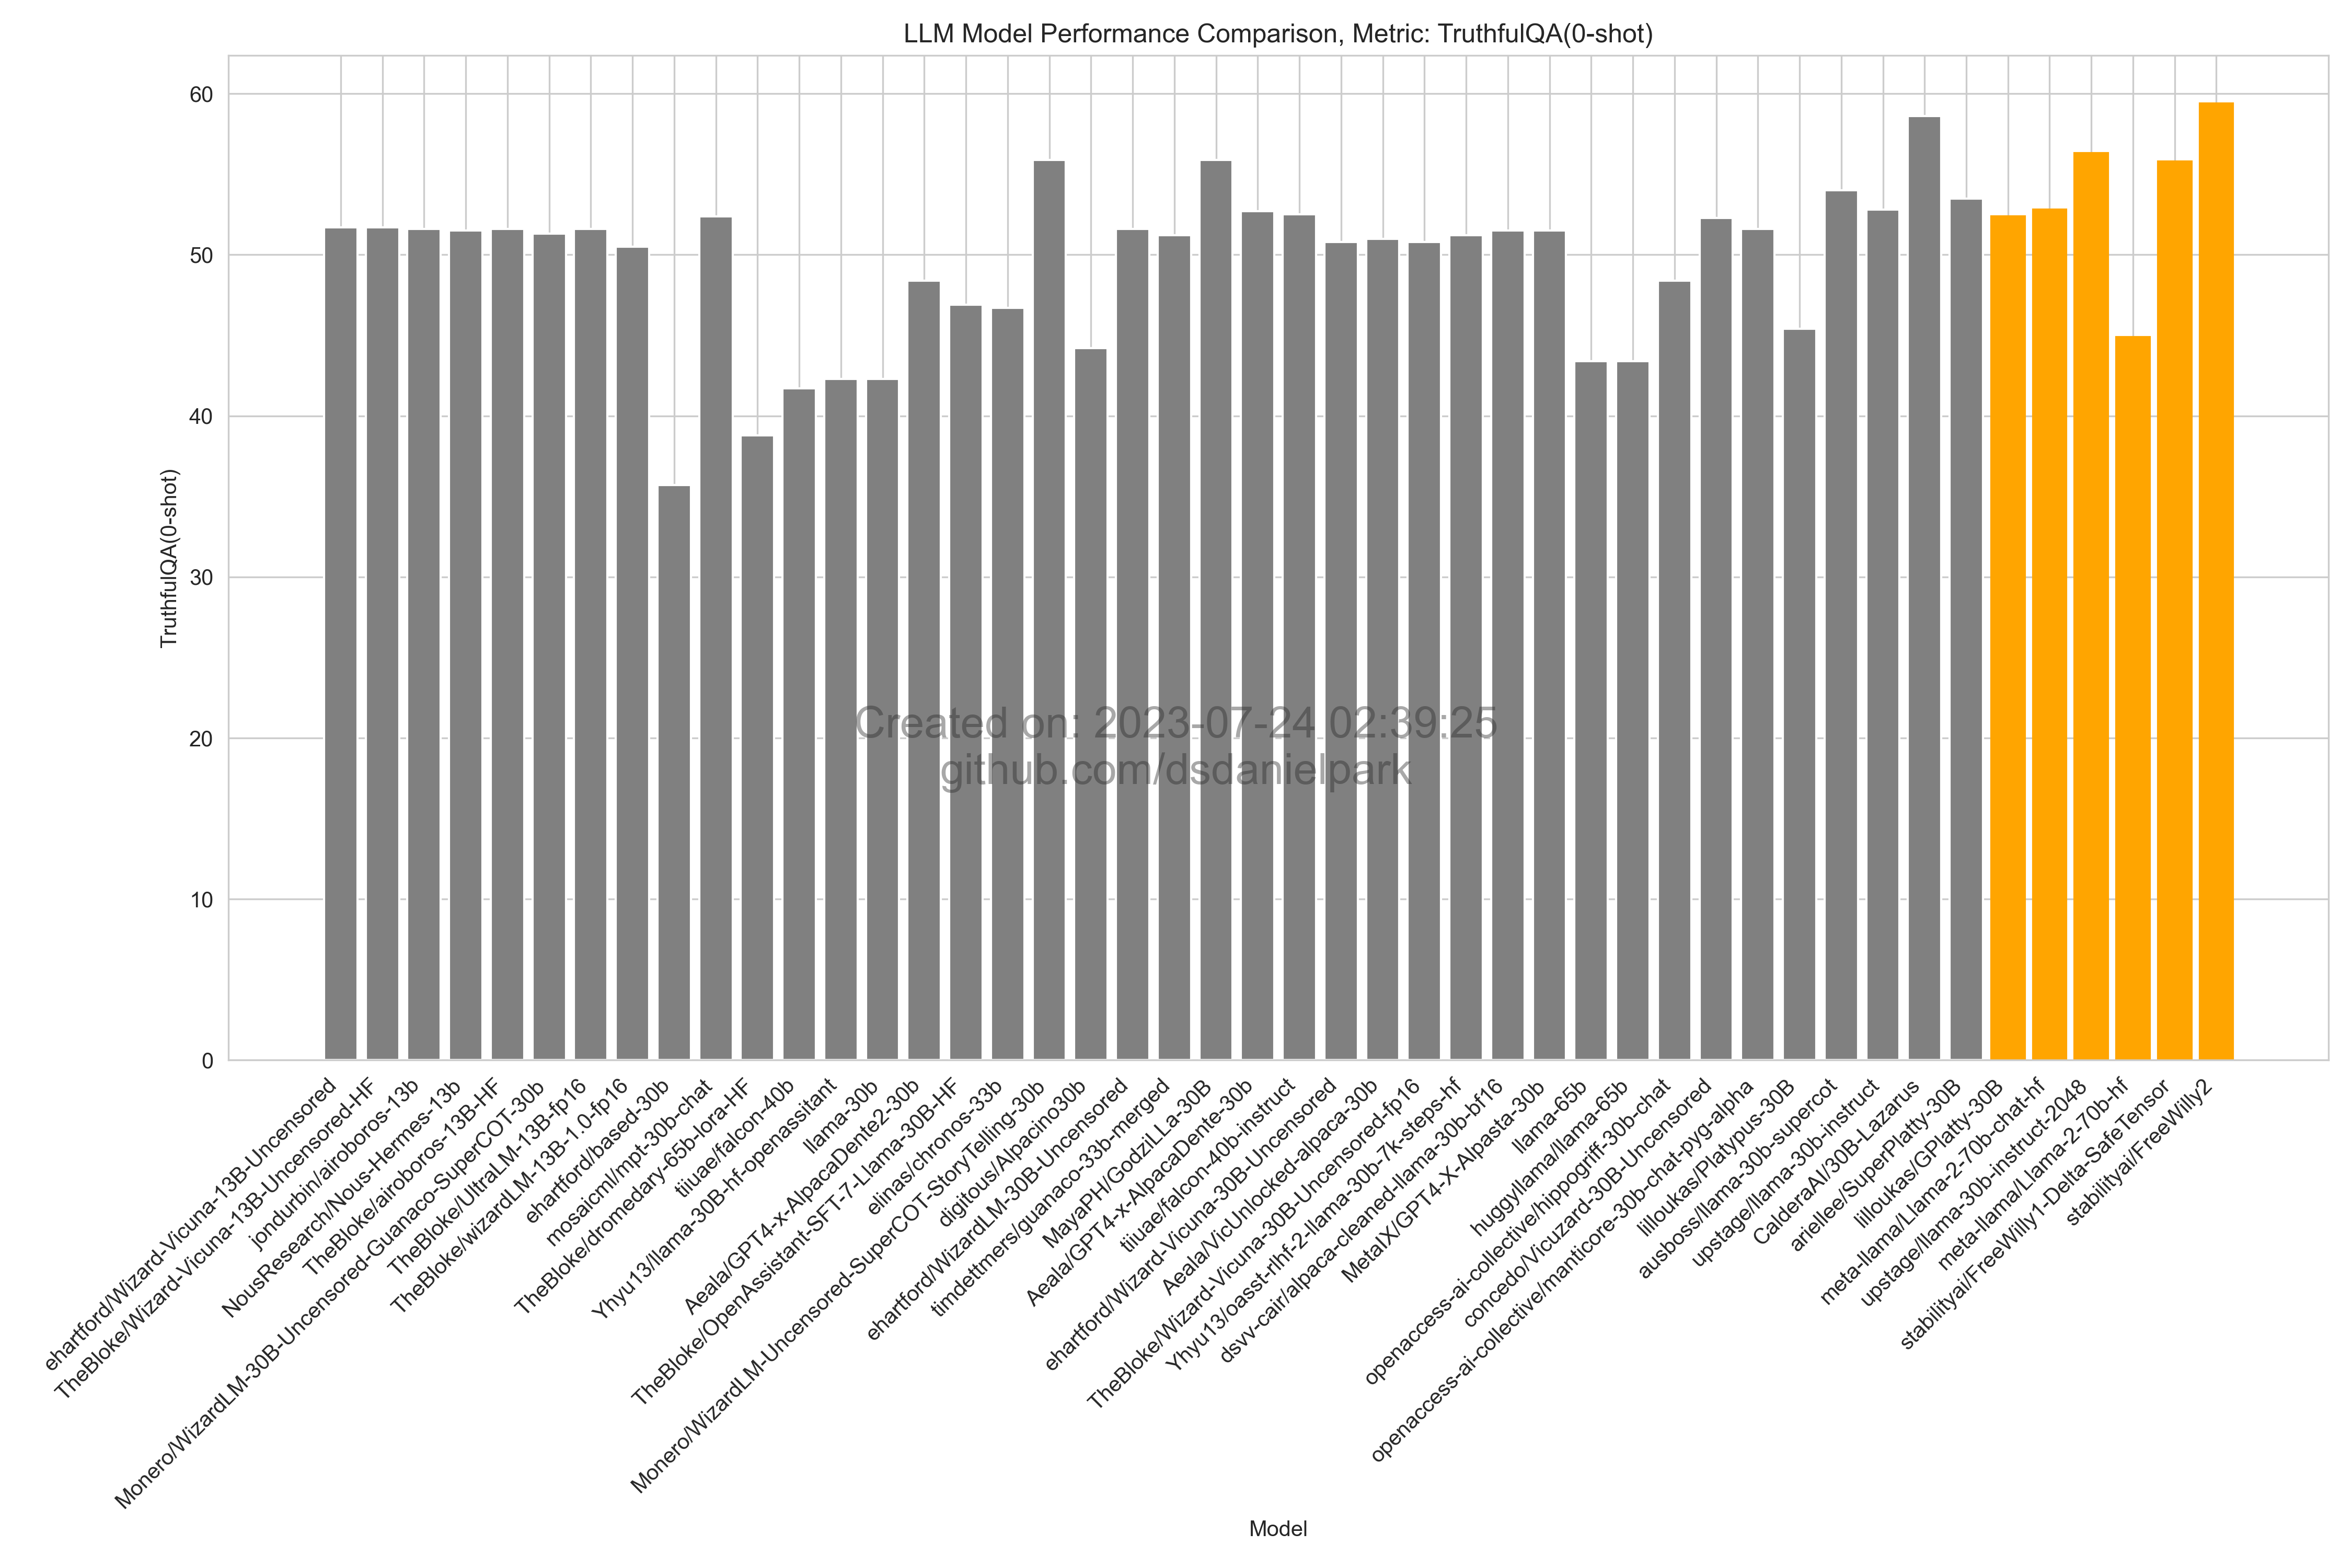 LLM Model Performance Comparison, Metric: TruthfulQA(0-shot)
60
50
40
30
20
10
0
TruthfulQA(0-shot)
Created on: 2023-07-24 02:39:25
github.com/dsdanielpark
ehartford/Wizard-Vicuna-13B-Uncensored
TheBloke/Wizard-Vicuna-13B-Uncensored-HF
jondurbin/airoboros-13b
NousResearch/Nous-Hermes-13b
TheBloke/airoboros-13B-HF
Monero/WizardLM-30B-Uncensored-Guanaco-SuperCOT-30b
TheBloke/UltraLM-13B-fp16
TheBloke/wizardLM-13B-1.0-fp16
ehartford/based-30b
mosaicml/mpt-30b-chat
TheBloke/dromedary-65b-lora-HF
tiiuae/falcon-40b
Yhyu13/llama-30B-hf-openassitant
llama-30b
Aeala/GPT4-x-AlpacaDente2-30b
TheBloke/OpenAssistant-SFT-7-Llama-30B-HF
elinas/chronos-33b
Monero/WizardLM-Uncensored-SuperCOT-StoryTelling-30b
digitous/Alpacino30b
ehartford/WizardLM-30B-Uncensored
timdettmers/guanaco-33b-merged
MayaPH/GodziLLa-30B
Aeala/GPT4-x-AlpacaDente-30b
tiiuae/falcon-40b-instruct
ehartford/Wizard-Vicuna-30B-Uncensored
Aeala/VicUnlocked-alpaca-30b
TheBloke/Wizard-Vicuna-30B-Uncensored-fp16
Yhyu13/oasst-rlhf-2-llama-30b-7k-steps-hf
dsvv-cair/alpaca-cleaned-llama-30b-bf16
MetaIX/GPT4-X-Alpasta-30b
llama-65b
huggyllama/llama-65b
openaccess-ai-collective/hippogriff-30b-chat
concedo/Vicuzard-30B-Uncensored
openaccess-ai-collective/manticore-30b-chat-pyg-alpha
lilloukas/Platypus-30B
ausboss/llama-30b-supercot
upstage/llama-30b-instruct
CalderaAI/30B-Lazarus
ariellee/SuperPlatty-30B
lilloukas/GPlatty-30B
meta-llama/Llama-2-70b-chat-hf
upstage/llama-30b-instruct-2048
meta-llama/Llama-2-70b-hf
stabilityai/FreeWilly1-Delta-SafeTensor
stabilityai/FreeWilly2
Model